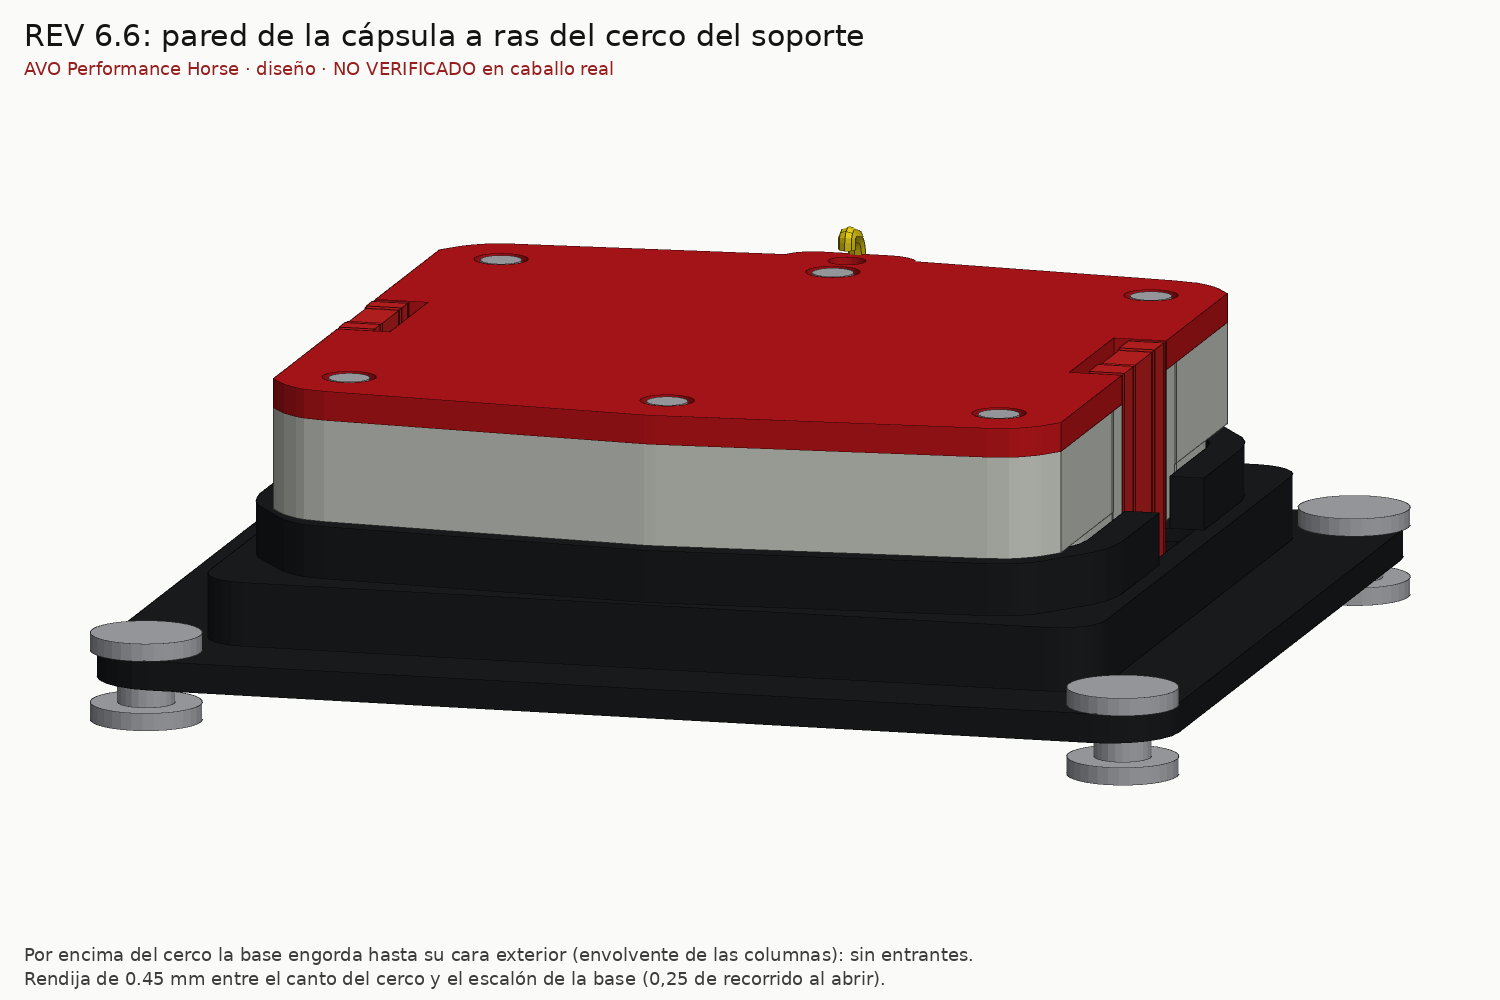 REV 6.6: pared de la cápsula a ras del cerco del soporte
AVO Performance Horse · diseño · NO VERIFICADO en caballo real
Por encima del cerco la base engorda hasta su cara exterior (envolvente de las columnas): sin entrantes.
Rendija de 0.45 mm entre el canto del cerco y el escalón de la base (0,25 de recorrido al abrir).